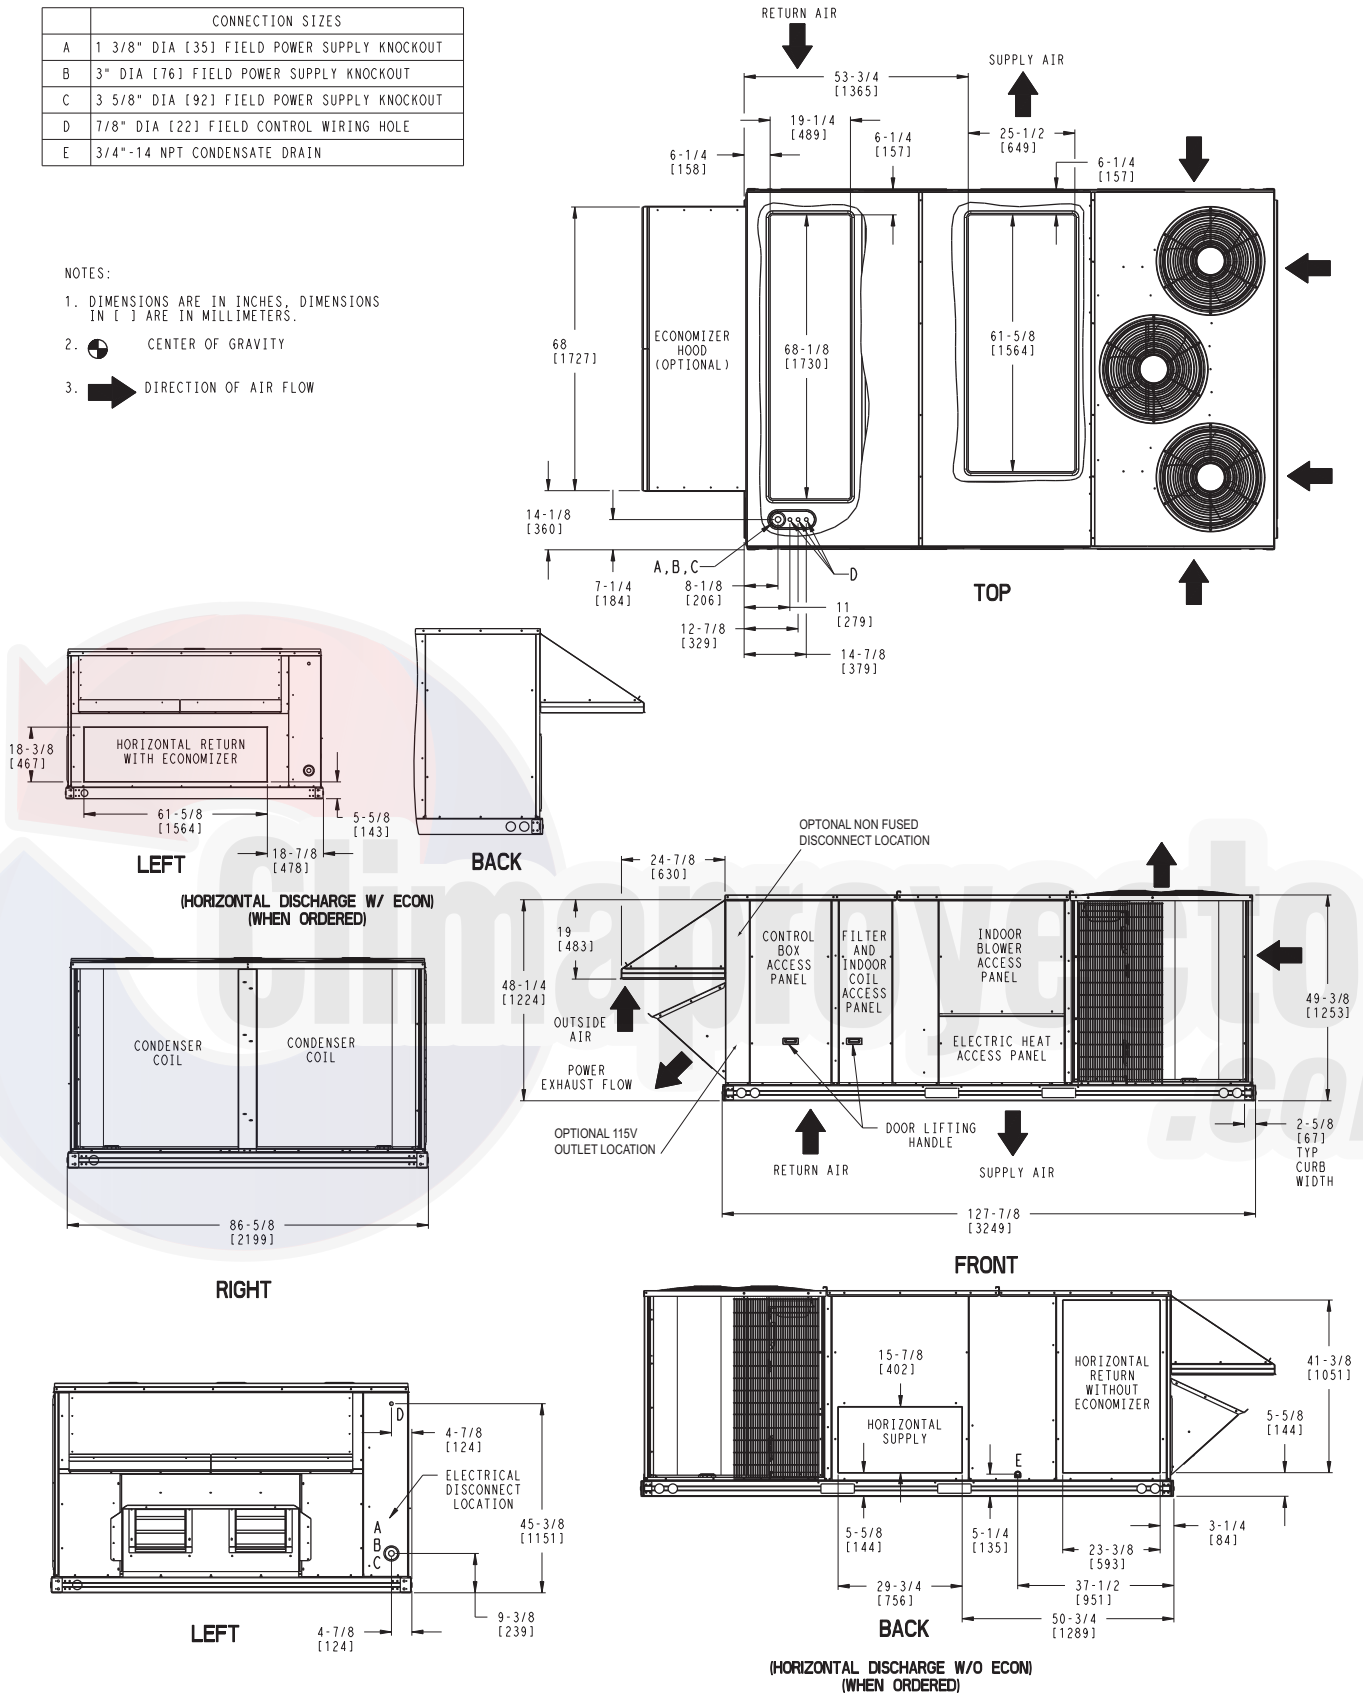 CONNECTION SIZES
A 1 3/8" DIA [35] FIELD POWER SUPPLY KNOCKOUT
B 3" DIA [76] FIELD POWER SUPPLY KNOCKOUT
C 3 5/8" DIA [92] FIELD POWER SUPPLY KNOCKOUT
D 7/8" DIA [22] FIELD CONTROL WIRING HOLE
E 3/4"-14 NPT CONDENSATE DRAIN
NOTES:
1. DIMENSIONS ARE IN INCHES, DIMENSIONS
IN [ ] ARE IN MILLIMETERS.
2. CENTER OF GRAVITY
3. DIRECTION OF AIR FLOW
RETURN AIR
SUPPLY AIR
53-3/4
[1365]
19-1/4
[489]
6-1/4
[157]
25-1/2
[649]
6-1/4
[158]
6-1/4
[157]
68
[1727]
ECONOMIZER
HOOD
(OPTIONAL)
68-1/8
[1730]
61-5/8
[1564]
14-1/8
[360]
7-1/4
[184]
A,B,C
D
8-1/8
[206]
11
[279]
12-7/8
[329]
14-7/8
[379]
TOP
18-3/8
[467]
HORIZONTAL RETURN
WITH ECONOMIZER
61-5/8
[1564]
5-5/8
[143]
18-7/8
[478]
LEFT
BACK
(HORIZONTAL DISCHARGE W/ ECON)
(WHEN ORDERED)
CONDENSER
COIL
CONDENSER
COIL
86-5/8
[2199]
RIGHT
OPTONAL NON FUSED
DISCONNECT LOCATION
24-7/8
[630]
19
[483]
48-1/4
[1224]
CONTROL
BOX
ACCESS
PANEL
FILTER
AND
INDOOR
COIL
ACCESS
PANEL
INDOOR
BLOWER
ACCESS
PANEL
ELECTRIC HEAT
ACCESS PANEL
49-3/8
[1253]
OUTSIDE
AIR
POWER
EXHAUST FLOW
OPTIONAL 115V
OUTLET LOCATION
DOOR LIFTING
HANDLE
RETURN AIR
SUPPLY AIR
2-5/8
[67]
TYP
CURB
WIDTH
127-7/8
[3249]
FRONT
D
4-7/8
[124]
ELECTRICAL
DISCONNECT
LOCATION
A
B
C
45-3/8
[1151]
9-3/8
[239]
4-7/8
[124]
LEFT
15-7/8
[402]
HORIZONTAL
SUPPLY
HORIZONTAL
RETURN
WITHOUT
ECONOMIZER
E
41-3/8
[1051]
5-5/8
[144]
5-5/8
[144]
5-1/4
[135]
3-1/4
[84]
23-3/8
[593]
29-3/4
[756]
37-1/2
[951]
50-3/4
[1289]
BACK
(HORIZONTAL DISCHARGE W/O ECON)
(WHEN ORDERED)
Climaproyecto
.co